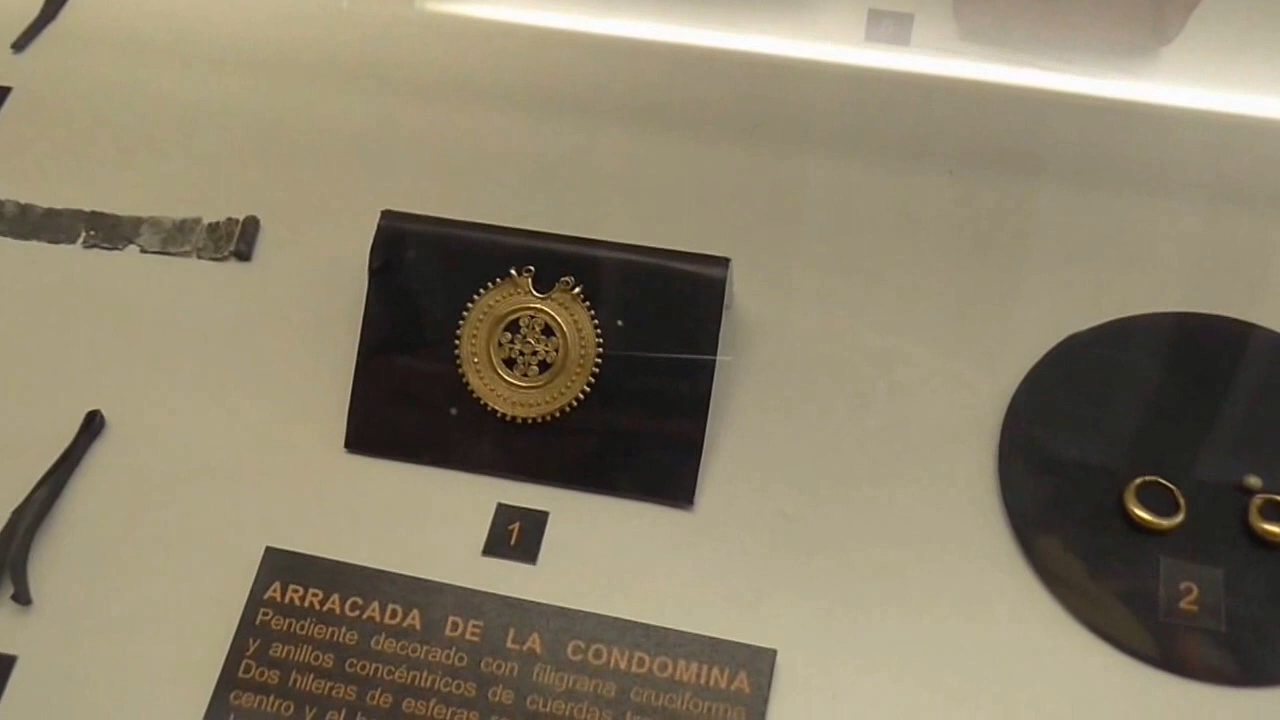 1
2
ARRACADA DE LA CONDOMINA
Pendiente decorado con filigrana cruciforme
y anillos concéntricos de cuerdas
Dos hileras de esferas
centro y el